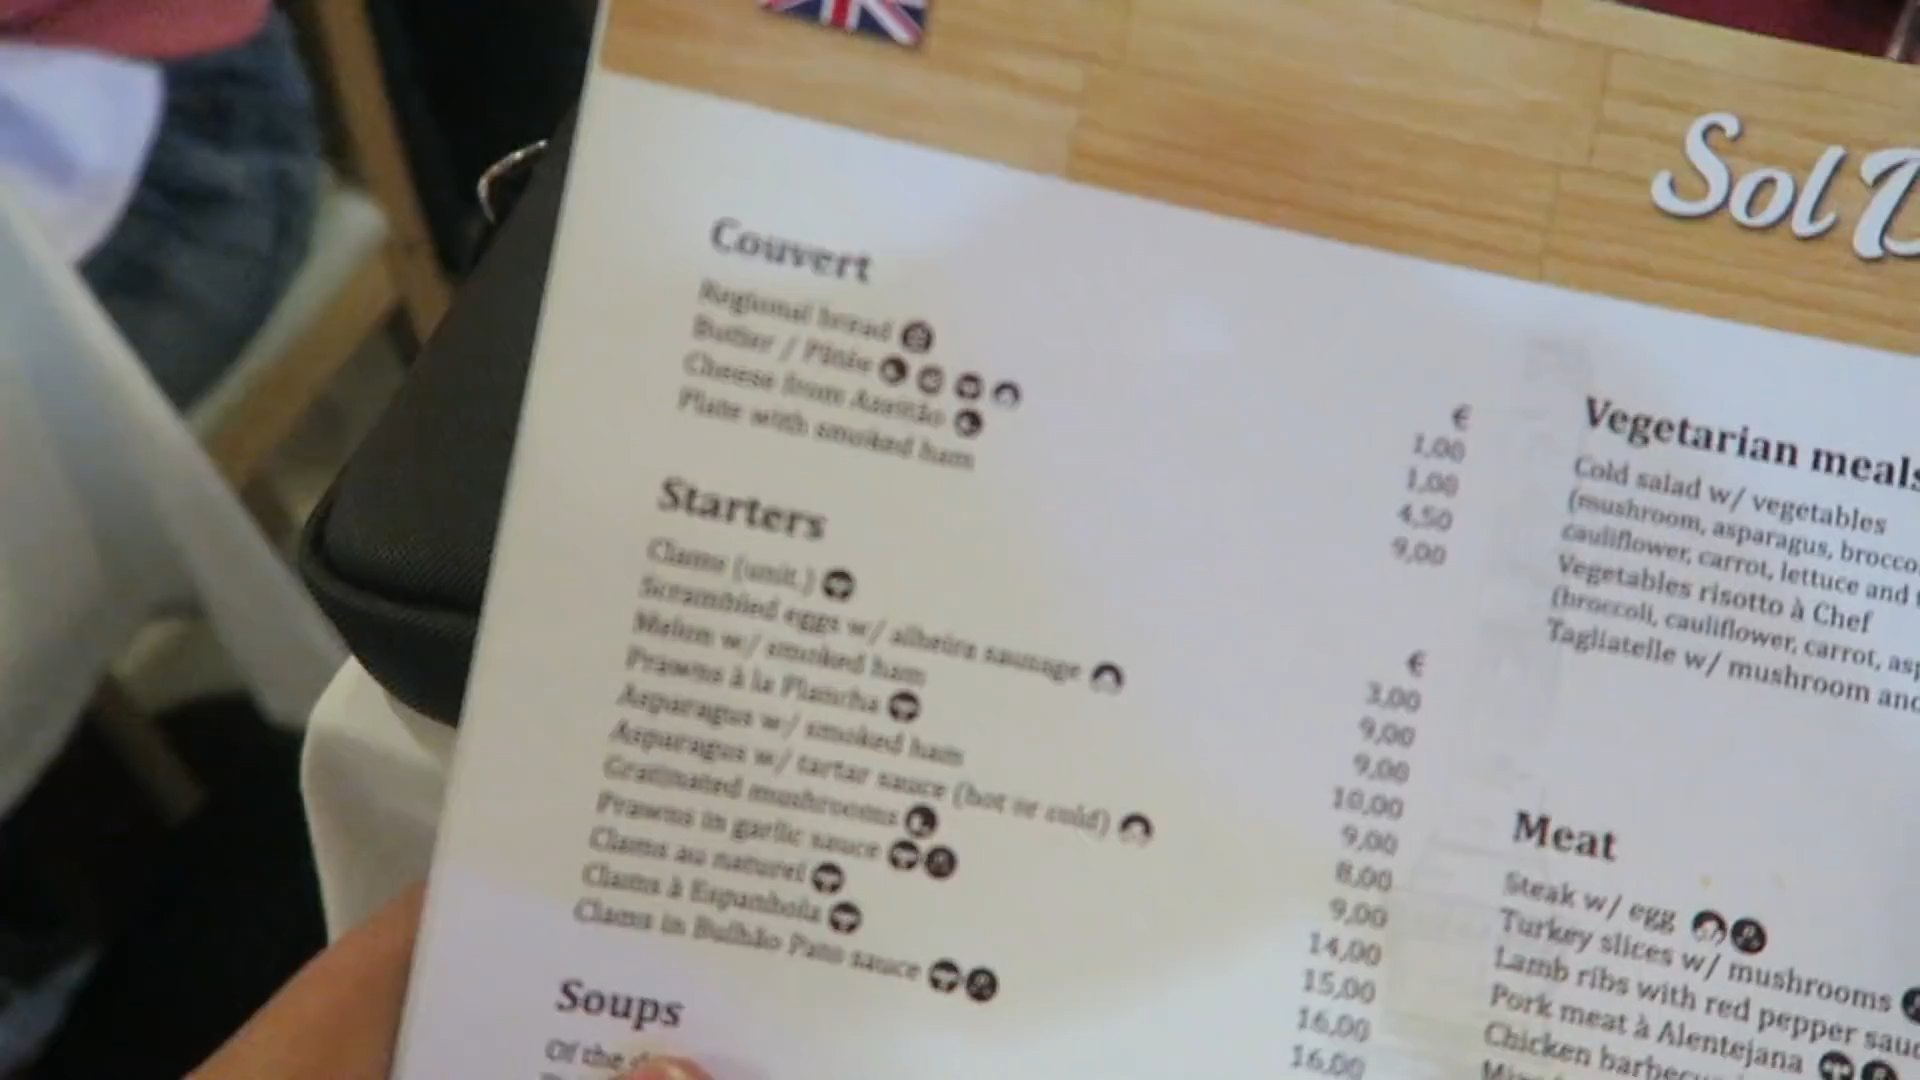 Sol
Couvert
Regional bread
Butter / Pâtés
Cheese from Azeitão
Plate with smoked ham
€
1,00
1,00
4,50
9,00
Starters
Clams (unit.)
Scrambled eggs w/ alheira sausage
Melon w/ smoked ham
Prawns à la Plancha
Asparagus w/ smoked ham
Asparagus w/ tartar sauce (hot or cold)
Gratinated mushrooms
Prawns in garlic sauce
Clams au naturel
Clams à Espanhola
Clams in Bulhão Pato sauce
€
3,00
9,00
9,00
10,00
9,00
8,00
9,00
14,00
15,00
16,00
16,00
Soups
Of the
Vegetarian meals
Cold salad w/ vegetables
(mushroom, asparagus,
cauliflower, carrot, lettuce and
Vegetables risotto à Chef
(broccoli, cauliflower, carrot,
Tagliatelle w/ mushroom
Meat
Steak w/ egg
Turkey slices w/ mushrooms
Lamb ribs with red pepper
Pork meat à Alentejana
Chicken